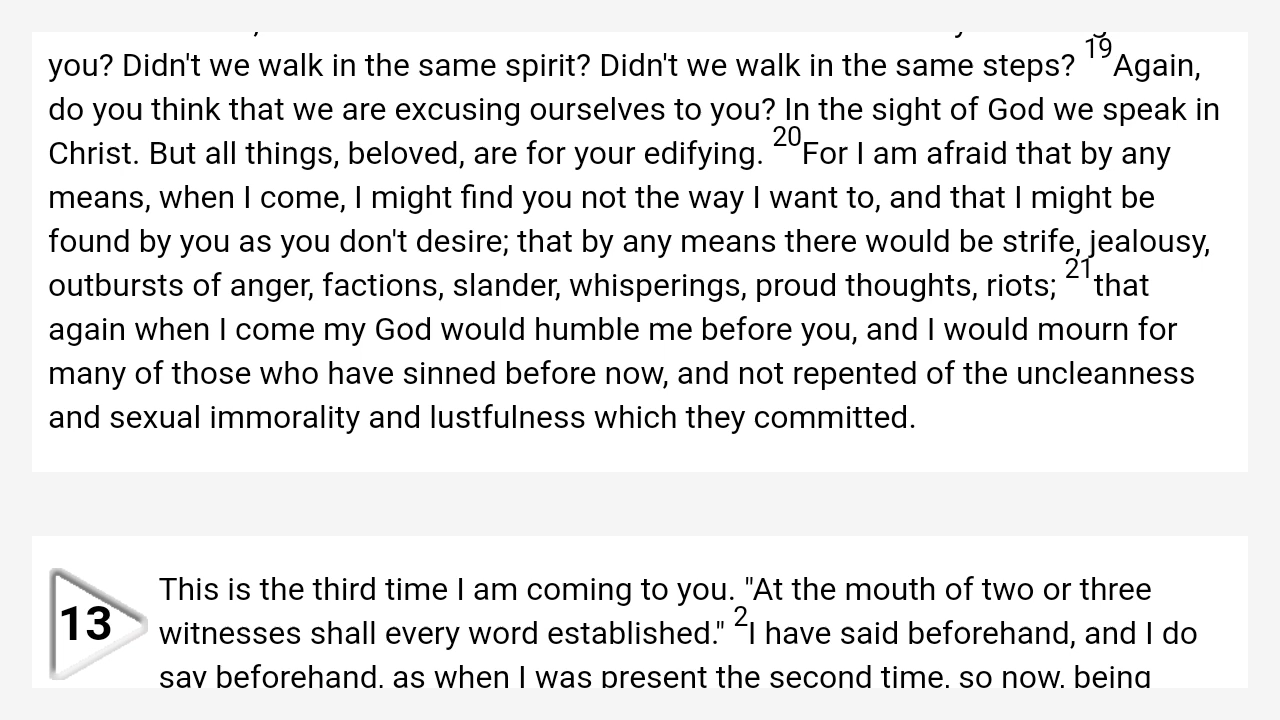 you? Didn't we walk in the same spirit? Didn't we walk in the same steps? 19Again,
do you think that we are excusing ourselves to you? In the sight of God we speak in
Christ. But all things, beloved, are for your edifying. 20For I am afraid that by any
means, when I come, I might find you not the way I want to, and that I might be
found by you as you don't desire; that by any means there would be strife, jealousy,
outbursts of anger, factions, slander, whisperings, proud thoughts, riots; 21that
again when I come my God would humble me before you, and I would mourn for
many of those who have sinned before now, and not repented of the uncleanness
and sexual immorality and lustfulness which they committed.
13
This is the third time I am coming to you. "At the mouth of two or three
witnesses shall every word established." 2I have said beforehand, and I do
say beforehand, as when I was present the second time, so now, being